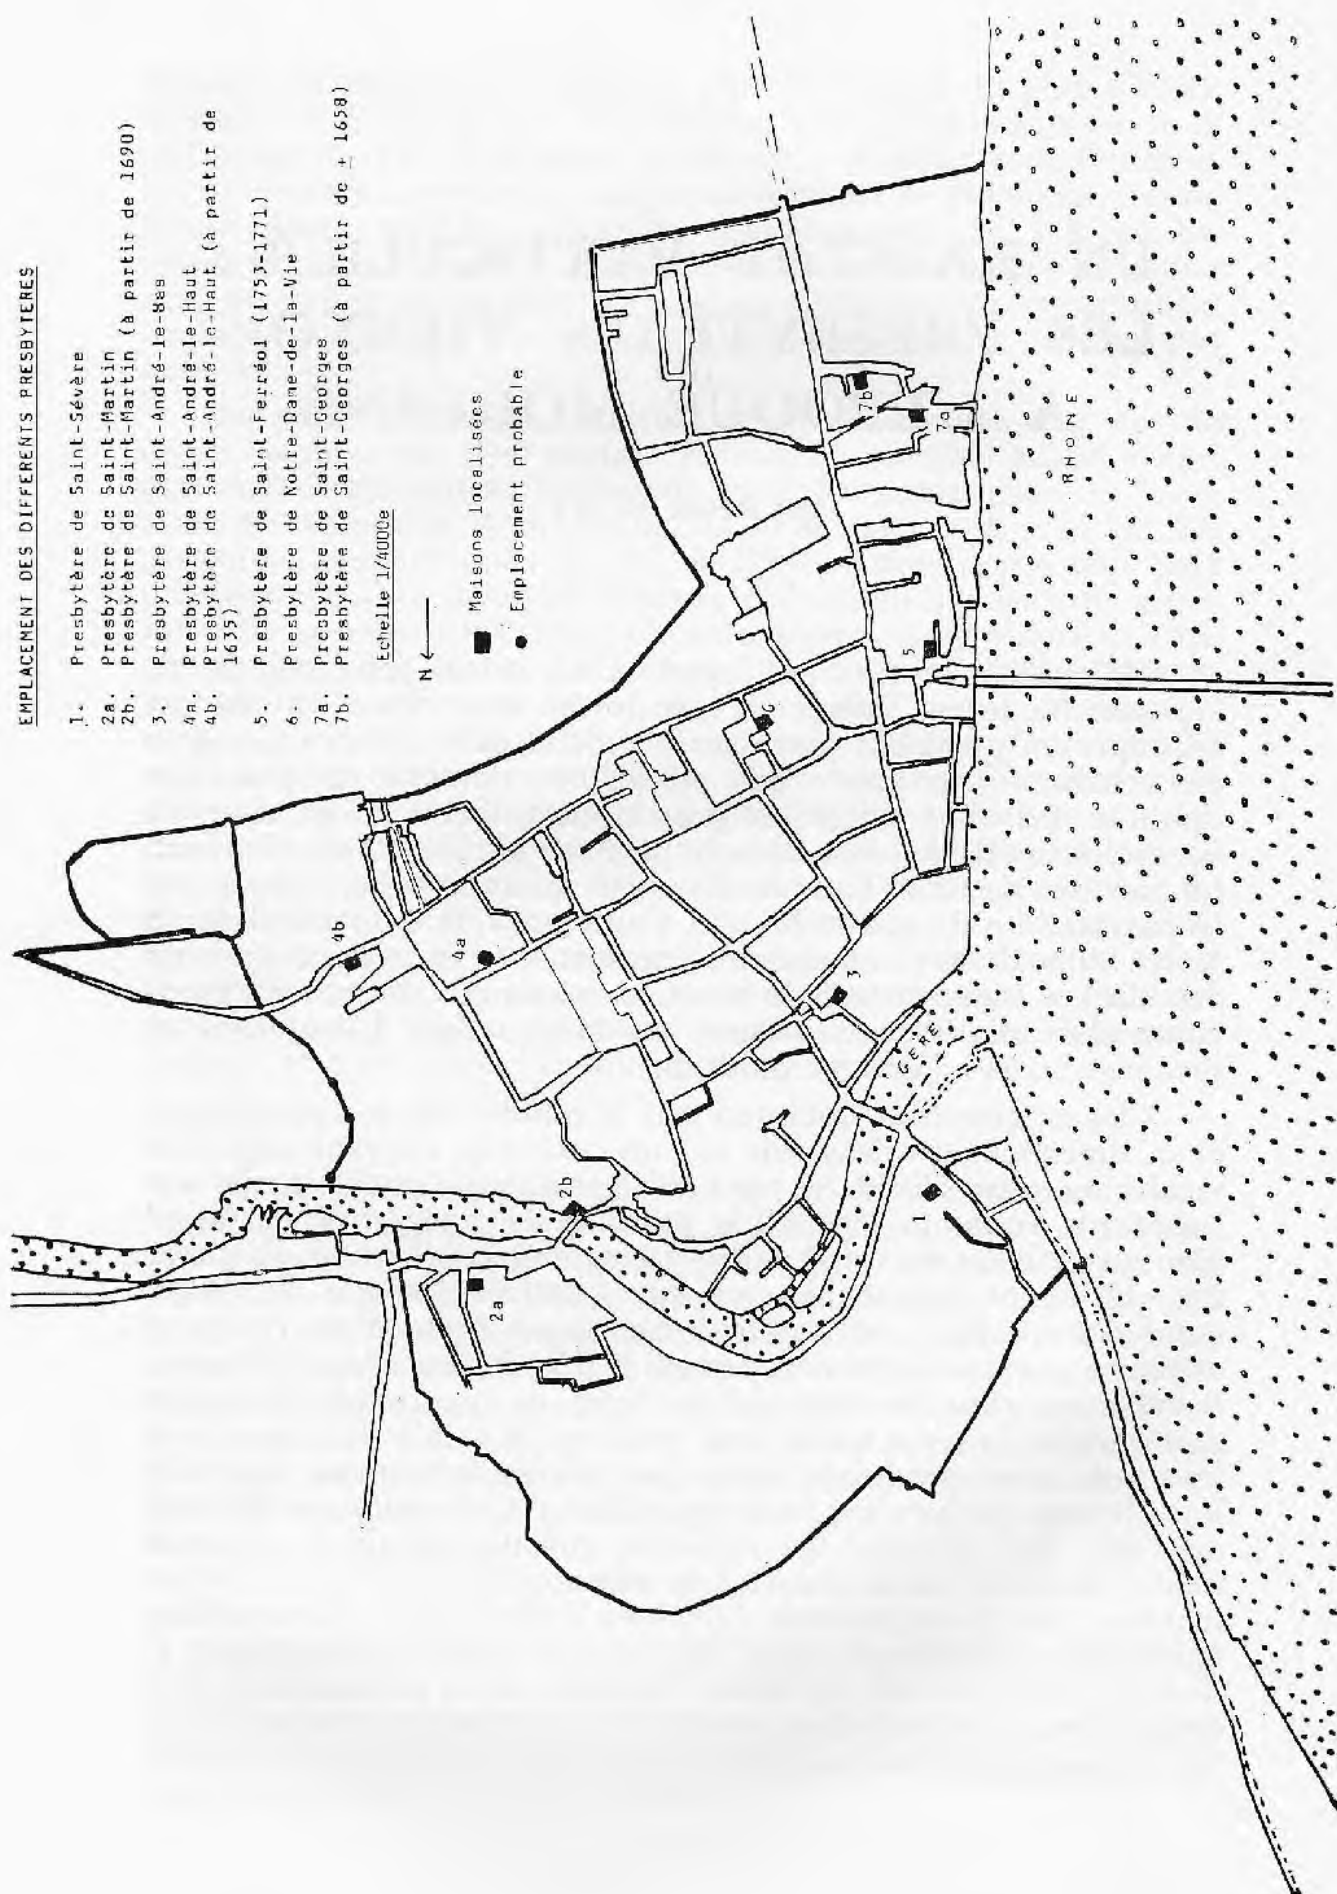 EMPLACEMENT DES DIFFERENTS PRESBYTERES
1. Presbytère de Saint-Sévère
2a. Presbytère de Saint-Martin
2b. Presbytère de Saint-Martin (à partir de 1690)
3. Presbytère de Saint-André-le-Bas
4a. Presbytère de Saint-André-le-Haut
4b. Presbytère de Saint-André-le-Haut (à partir de
1635)
5. Presbytère de Saint-Ferréol (1753-1771)
6. Presbytère de Notre-Dame-de-la-Vie
7a. Presbytère de Saint-Georges
7b. Presbytère de Saint-Georges (à partir de ± 1658)
Echelle 1/4000e
N
Maisons localisées
Emplacement probable
4b
4a
2b
2a
3
6
5
7b
7a
1
GERE
RHONE